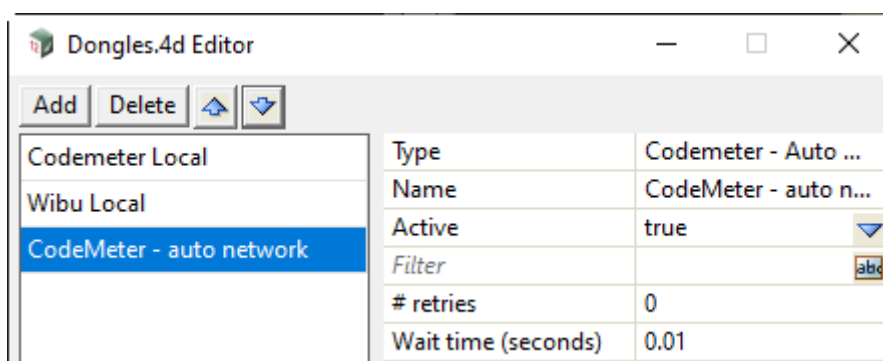 Dongles.4d Editor
Add Delete
Codemeter Local
Wibu Local
CodeMeter - auto network
Type Codemeter - Auto ...
Name CodeMeter - auto n...
Active true
Filter abc
# retries 0
Wait time (seconds) 0.01